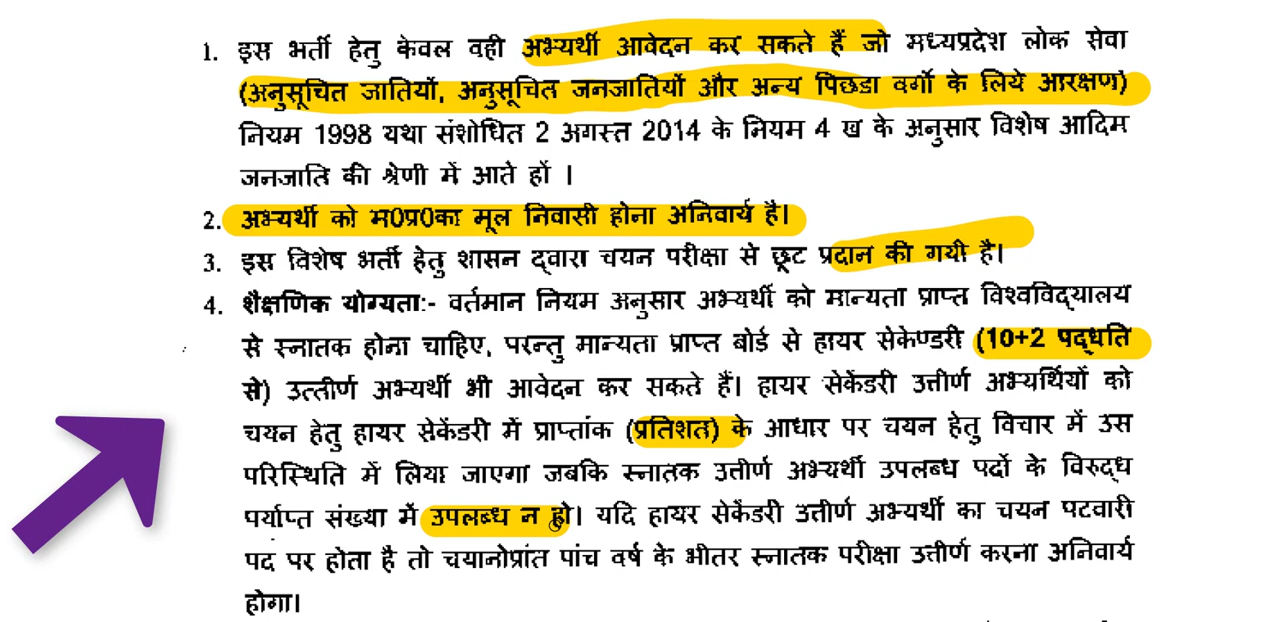 1. इस भर्ती हेतु केवल वही अभ्यर्थी आवेदन कर सकते हैं जो मध्यप्रदेश लोक सेवा
(अनुसूचित जातियों, अनुसूचित जनजातियों और अन्य पिछडा वर्गो के लिये आरक्षण)
नियम 1998 यथा संशोधित 2 अगस्त 2014 के नियम 4 ख के अनुसार विशेष आदिम
जनजाति की श्रेणी में आते हों ।
2. अभ्यर्थी को म0प्र0का मूल निवासी होना अनिवार्य है।
3. इस विशेष भर्ती हेतु शासन द्वारा चयन परीक्षा से छूट प्रदान की गयी है।
4. शैक्षणिक योग्यता:- वर्तमान नियम अनुसार अभ्यर्थी को मान्यता प्राप्त विश्वविद्यालय
से स्नातक होना चाहिए, परन्तु मान्यता प्राप्त बोर्ड से हायर सेकेण्डरी (10+2 पद्धति
से) उत्तीर्ण अभ्यर्थी भी आवेदन कर सकते हैं। हायर सेकेंडरी उत्तीर्ण अभ्यर्थियों को
चयन हेतु हायर सेकेंडरी में प्राप्तांक (प्रतिशत) के आधार पर चयन हेतु विचार में उस
परिस्थिति में लिया जाएगा जबकि स्नातक उत्तीर्ण अभ्यर्थी उपलब्ध पदों के विरुद्ध
पर्याप्त संख्या में उपलब्ध न हो। यदि हायर सेकेंडरी उत्तीर्ण अभ्यर्थी का चयन पटवारी
पद पर होता है तो चयानोप्रांत पांच वर्ष के भीतर स्नातक परीक्षा उत्तीर्ण करना अनिवार्य
होगा।